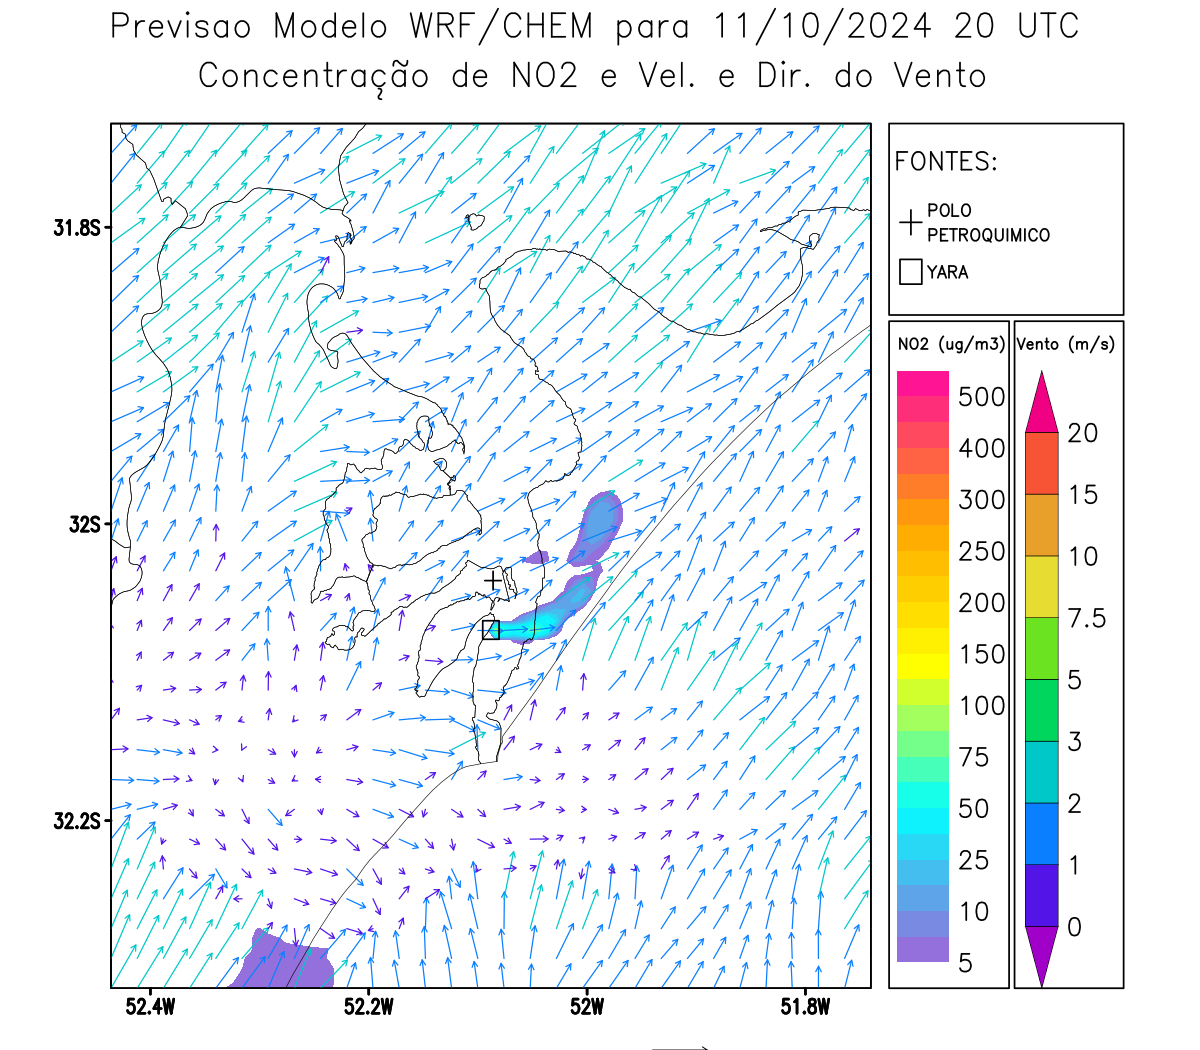 Previsao Modelo WRF/CHEM para 11/10/2024 20 UTC
Concentração de NO2 e Vel. e Dir. do Vento
FONTES:
POLO
PETROQUIMICO
YARA
NO2 (ug/m3)
500
400
300
250
200
150
100
75
50
25
10
5
Vento (m/s)
20
15
10
7.5
5
3
2
1
0
31.8S
32S
32.2S
52.4W
52.2W
52W
51.8W